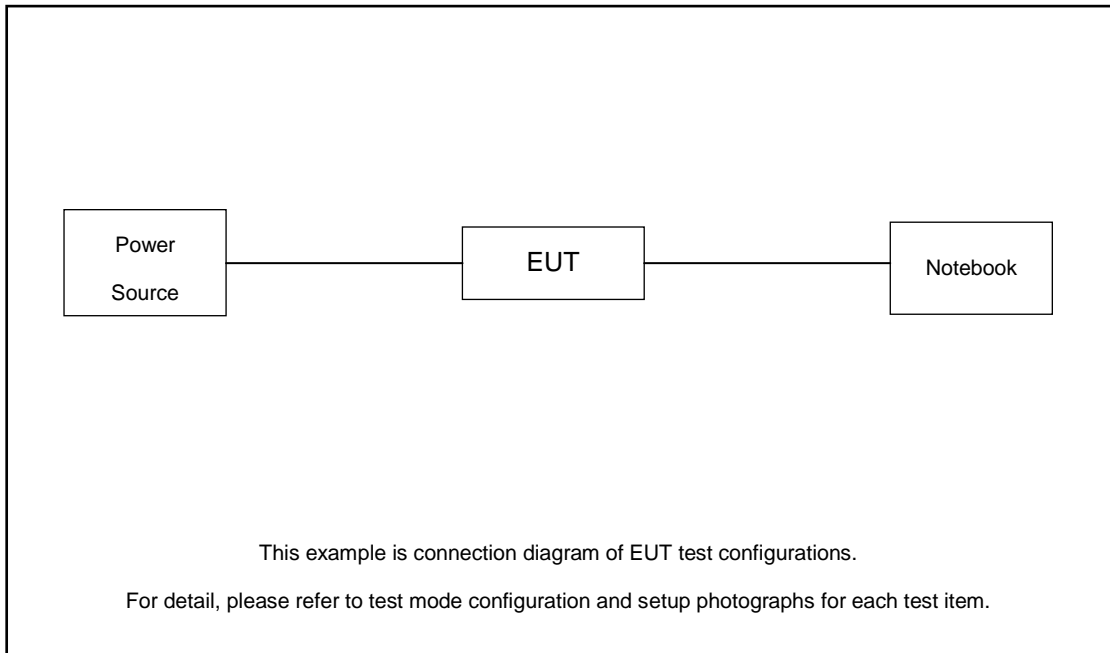 Power
Source
EUT
Notebook
This example is connection diagram of EUT test configurations.
For detail, please refer to test mode configuration and setup photographs for each test item.